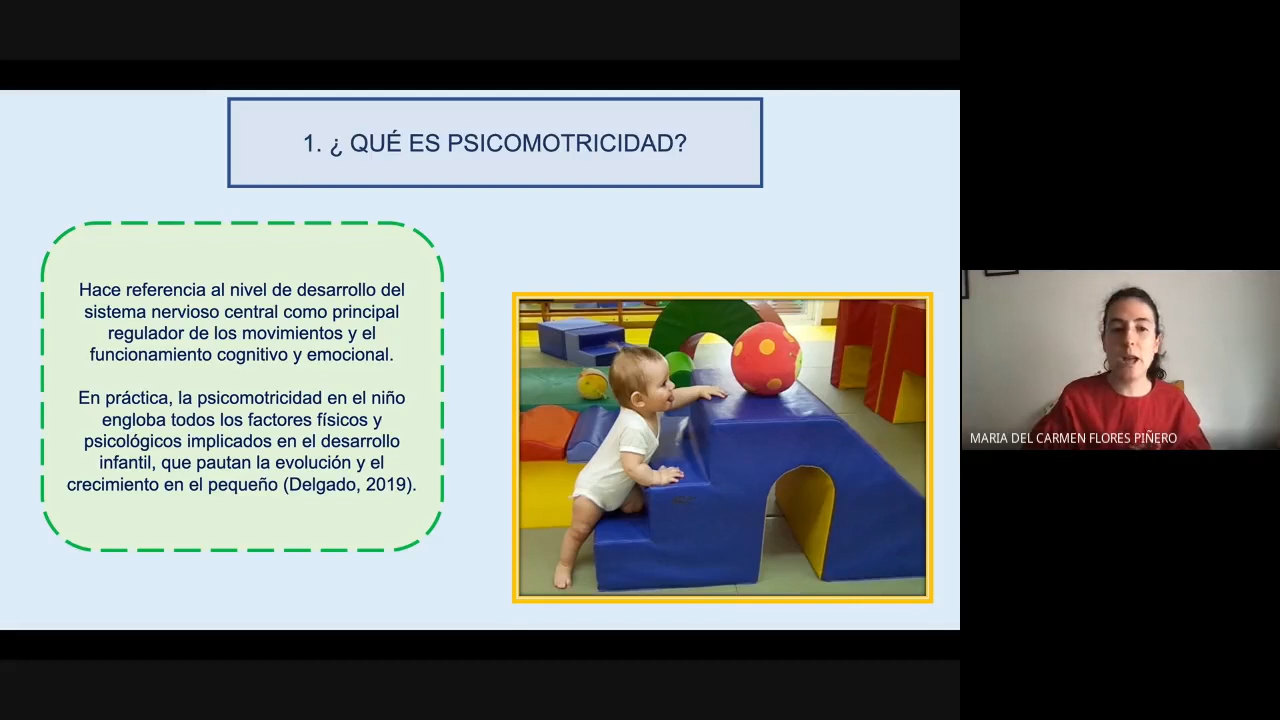 1. ¿ QUÉ ES PSICOMOTRICIDAD?
Hace referencia al nivel de desarrollo del
sistema nervioso central como principal
regulador de los movimientos y el
funcionamiento cognitivo y emocional.
En práctica, la psicomotricidad en el niño
engloba todos los factores físicos y
psicológicos implicados en el desarrollo
infantil, que pautan la evolución y el
crecimiento en el pequeño (Delgado, 2019).
MARIA DEL CARMEN FLORES PIÑERO